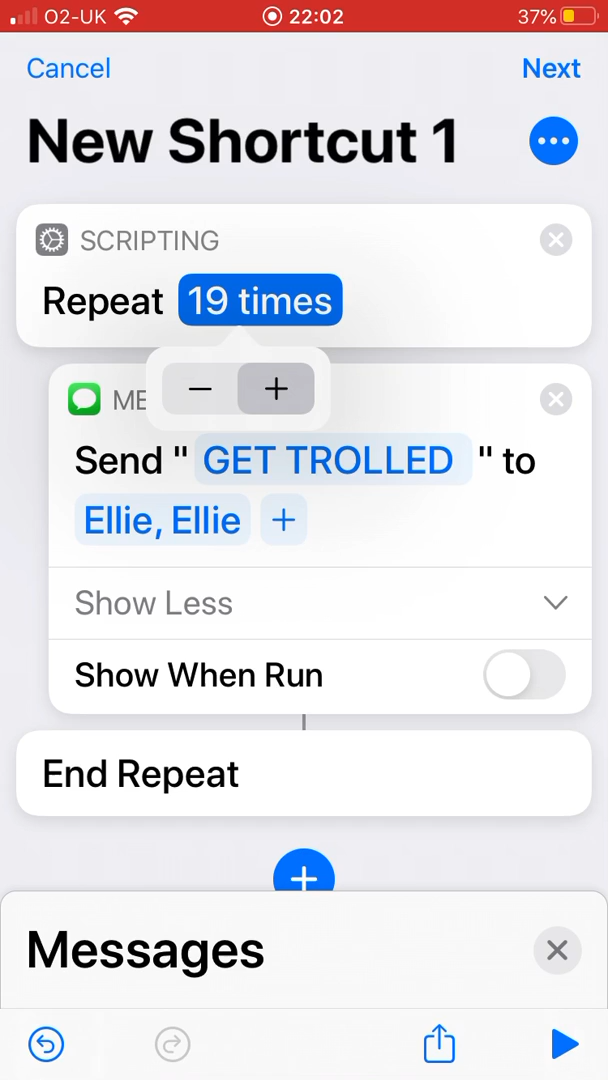 O2-UK 22:02 37%
Cancel Next
New Shortcut 1
SCRIPTING
Repeat 19 times
− +
ME
Send " GET TROLLED " to
Ellie, Ellie +
Show Less
Show When Run
End Repeat
+
Messages